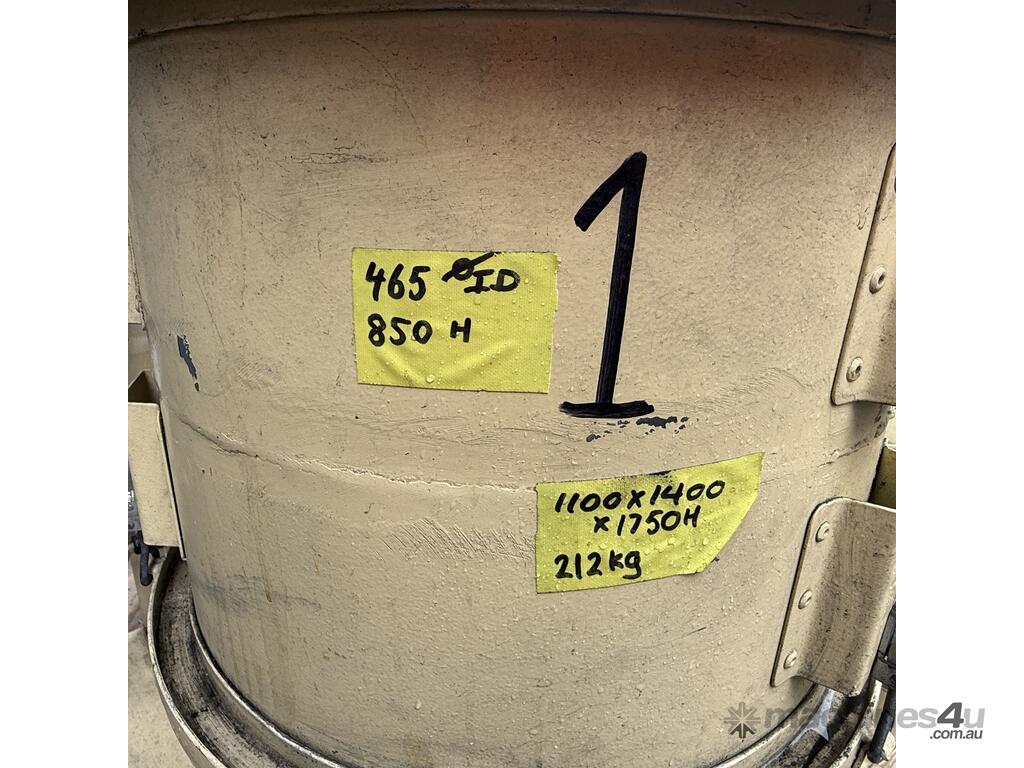 1
465 ⌀ID
850 H
1100x1400
x1750H
212kg
machines4u
.com.au